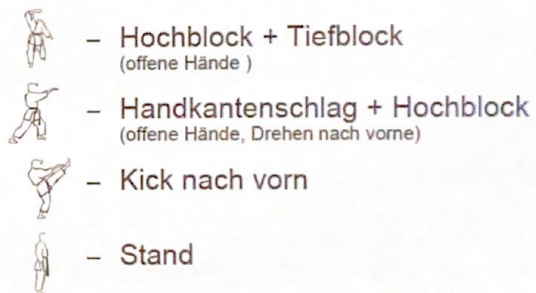 – Hochblock + Tiefblock
(offene Hände )
– Handkantenschlag + Hochblock
(offene Hände, Drehen nach vorne)
– Kick nach vorn
– Stand